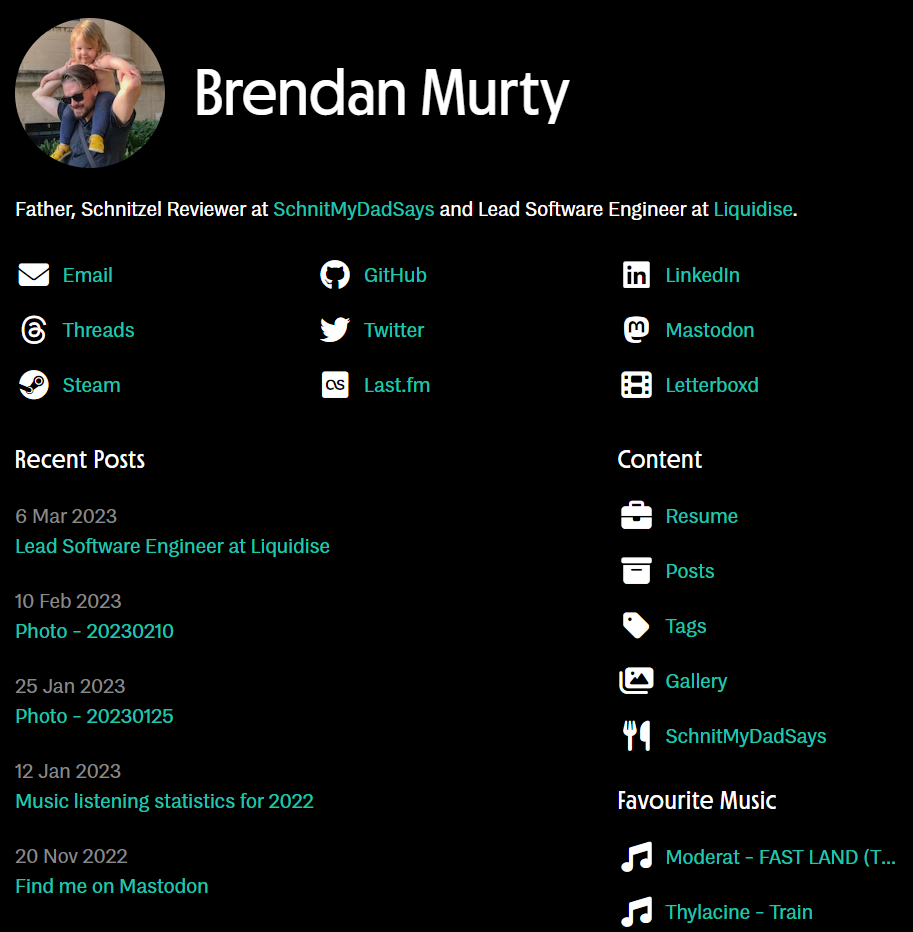 Brendan Murty
Father, Schnitzel Reviewer at SchnitMyDadSays and Lead Software Engineer at Liquidise.
Email
GitHub
LinkedIn
Threads
Twitter
Mastodon
Steam
Last.fm
Letterboxd
Recent Posts
6 Mar 2023
Lead Software Engineer at Liquidise
10 Feb 2023
Photo - 20230210
25 Jan 2023
Photo - 20230125
12 Jan 2023
Music listening statistics for 2022
20 Nov 2022
Find me on Mastodon
Content
Resume
Posts
Tags
Gallery
SchnitMyDadSays
Favourite Music
Moderat - FAST LAND (T...
Thylacine - Train